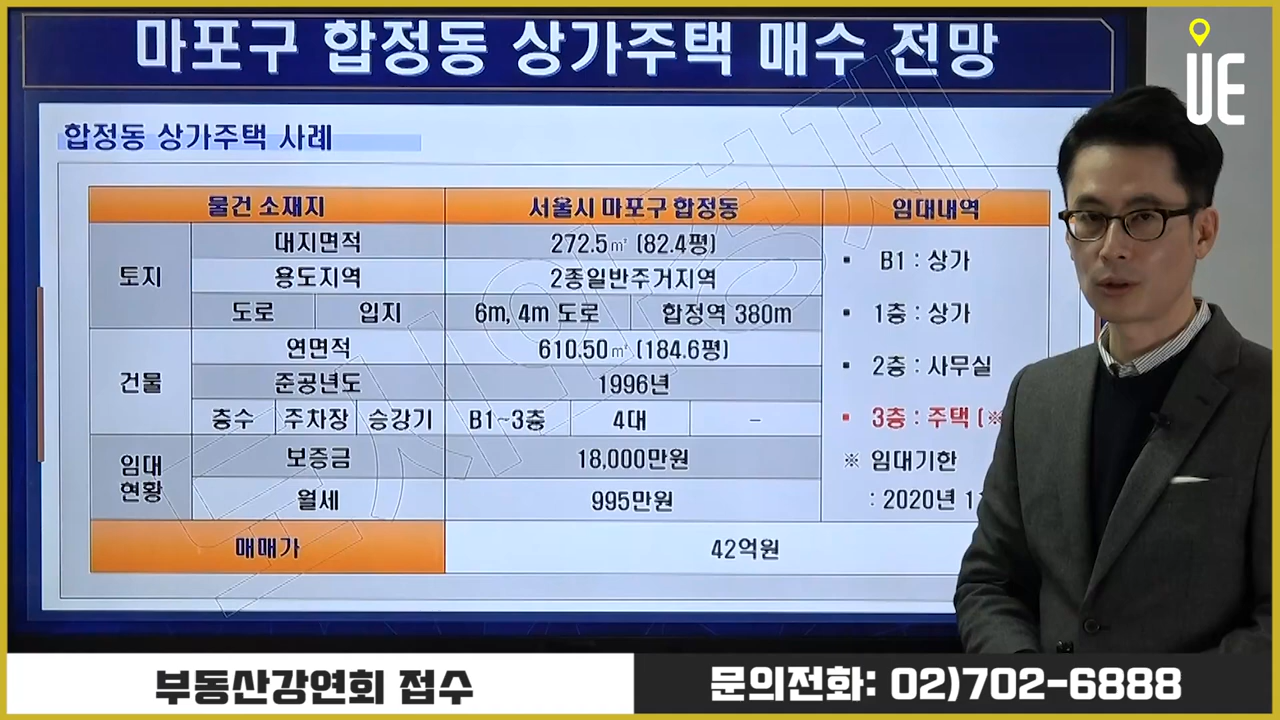 마포구 합정동 상가주택 매수 전망
UE
합정동 상가주택 사례
물건 소재지 서울시 마포구 합정동 임대내역
토지 대지면적 272.5㎡ (82.4평)
용도지역 2종일반주거지역
도로 입지 6m, 4m 도로 합정역 380m
건물 연면적 610.50㎡ (184.6평)
준공년도 1996년
층수 주차장 승강기 B1~3층 4대 –
임대
현황
보증금 18,000만원
월세 995만원
매매가 42억원
▪ B1 : 상가
▪ 1층 : 상가
▪ 2층 : 사무실
▪ 3층 : 주택 (※
※ 임대기한
: 2020년
도시와경제
부동산강연회 접수
문의전화: 02)702-6888